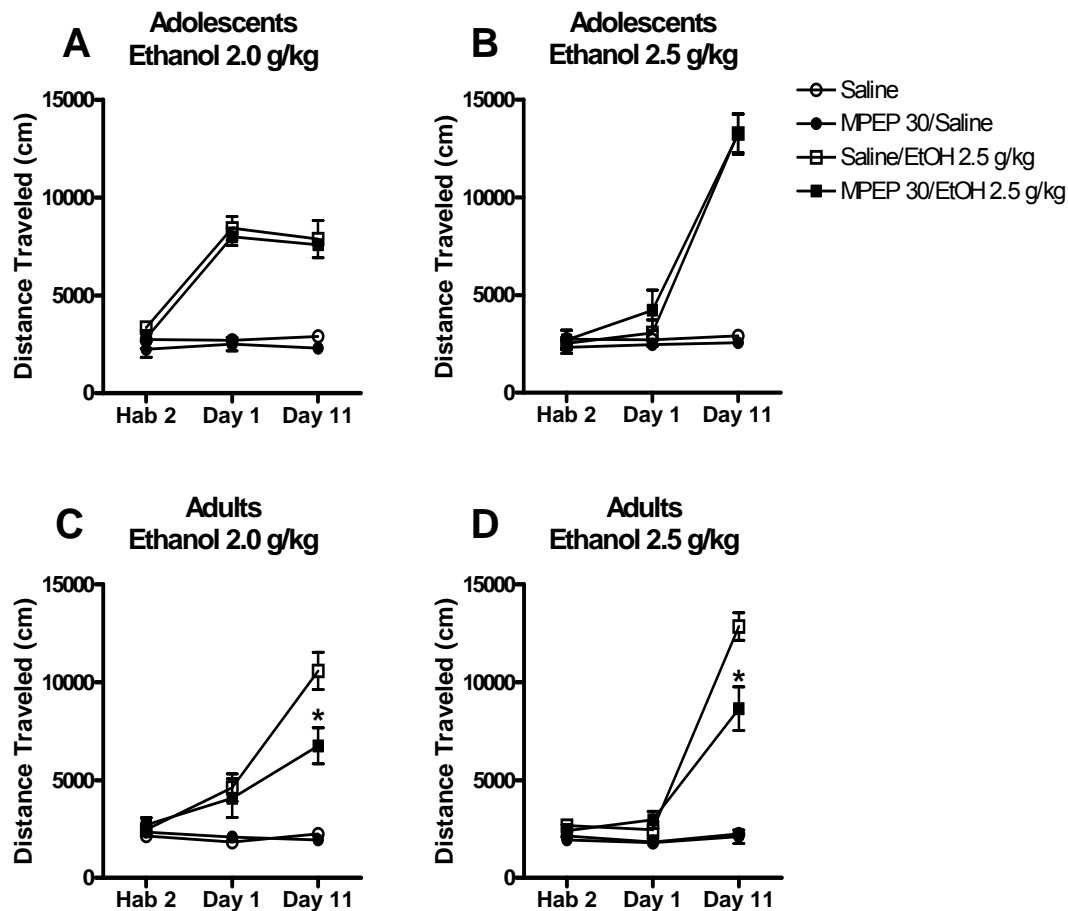 A
Adolescents
Ethanol 2.0 g/kg
Distance Traveled (cm)
15000
10000
5000
0
Hab 2 Day 1 Day 11
B
Adolescents
Ethanol 2.5 g/kg
Distance Traveled (cm)
15000
10000
5000
0
Hab 2 Day 1 Day 11
Saline
MPEP 30/Saline
Saline/EtOH 2.5 g/kg
MPEP 30/EtOH 2.5 g/kg
C
Adults
Ethanol 2.0 g/kg
Distance Traveled (cm)
15000
10000
5000
0
*
Hab 2 Day 1 Day 11
D
Adults
Ethanol 2.5 g/kg
Distance Traveled (cm)
15000
10000
5000
0
*
Hab 2 Day 1 Day 11